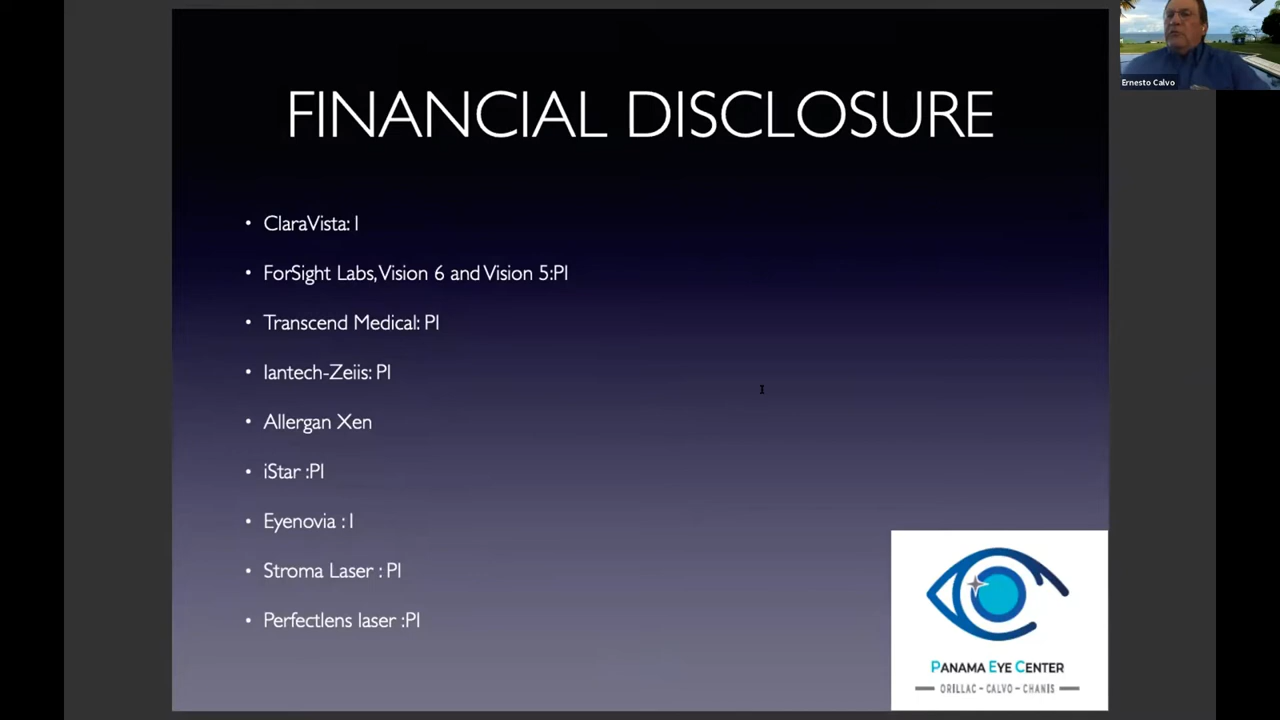 Ernesto Calvo
FINANCIAL DISCLOSURE
• ClaraVista: I
• ForSight Labs, Vision 6 and Vision 5:PI
• Transcend Medical: PI
• Iantech-Zeiis: PI
• Allergan Xen
• iStar :PI
• Eyenovia : I
• Stroma Laser : PI
• Perfectlens laser :PI
PANAMA EYE CENTER
ORILLAC – CALVO – CHANIS